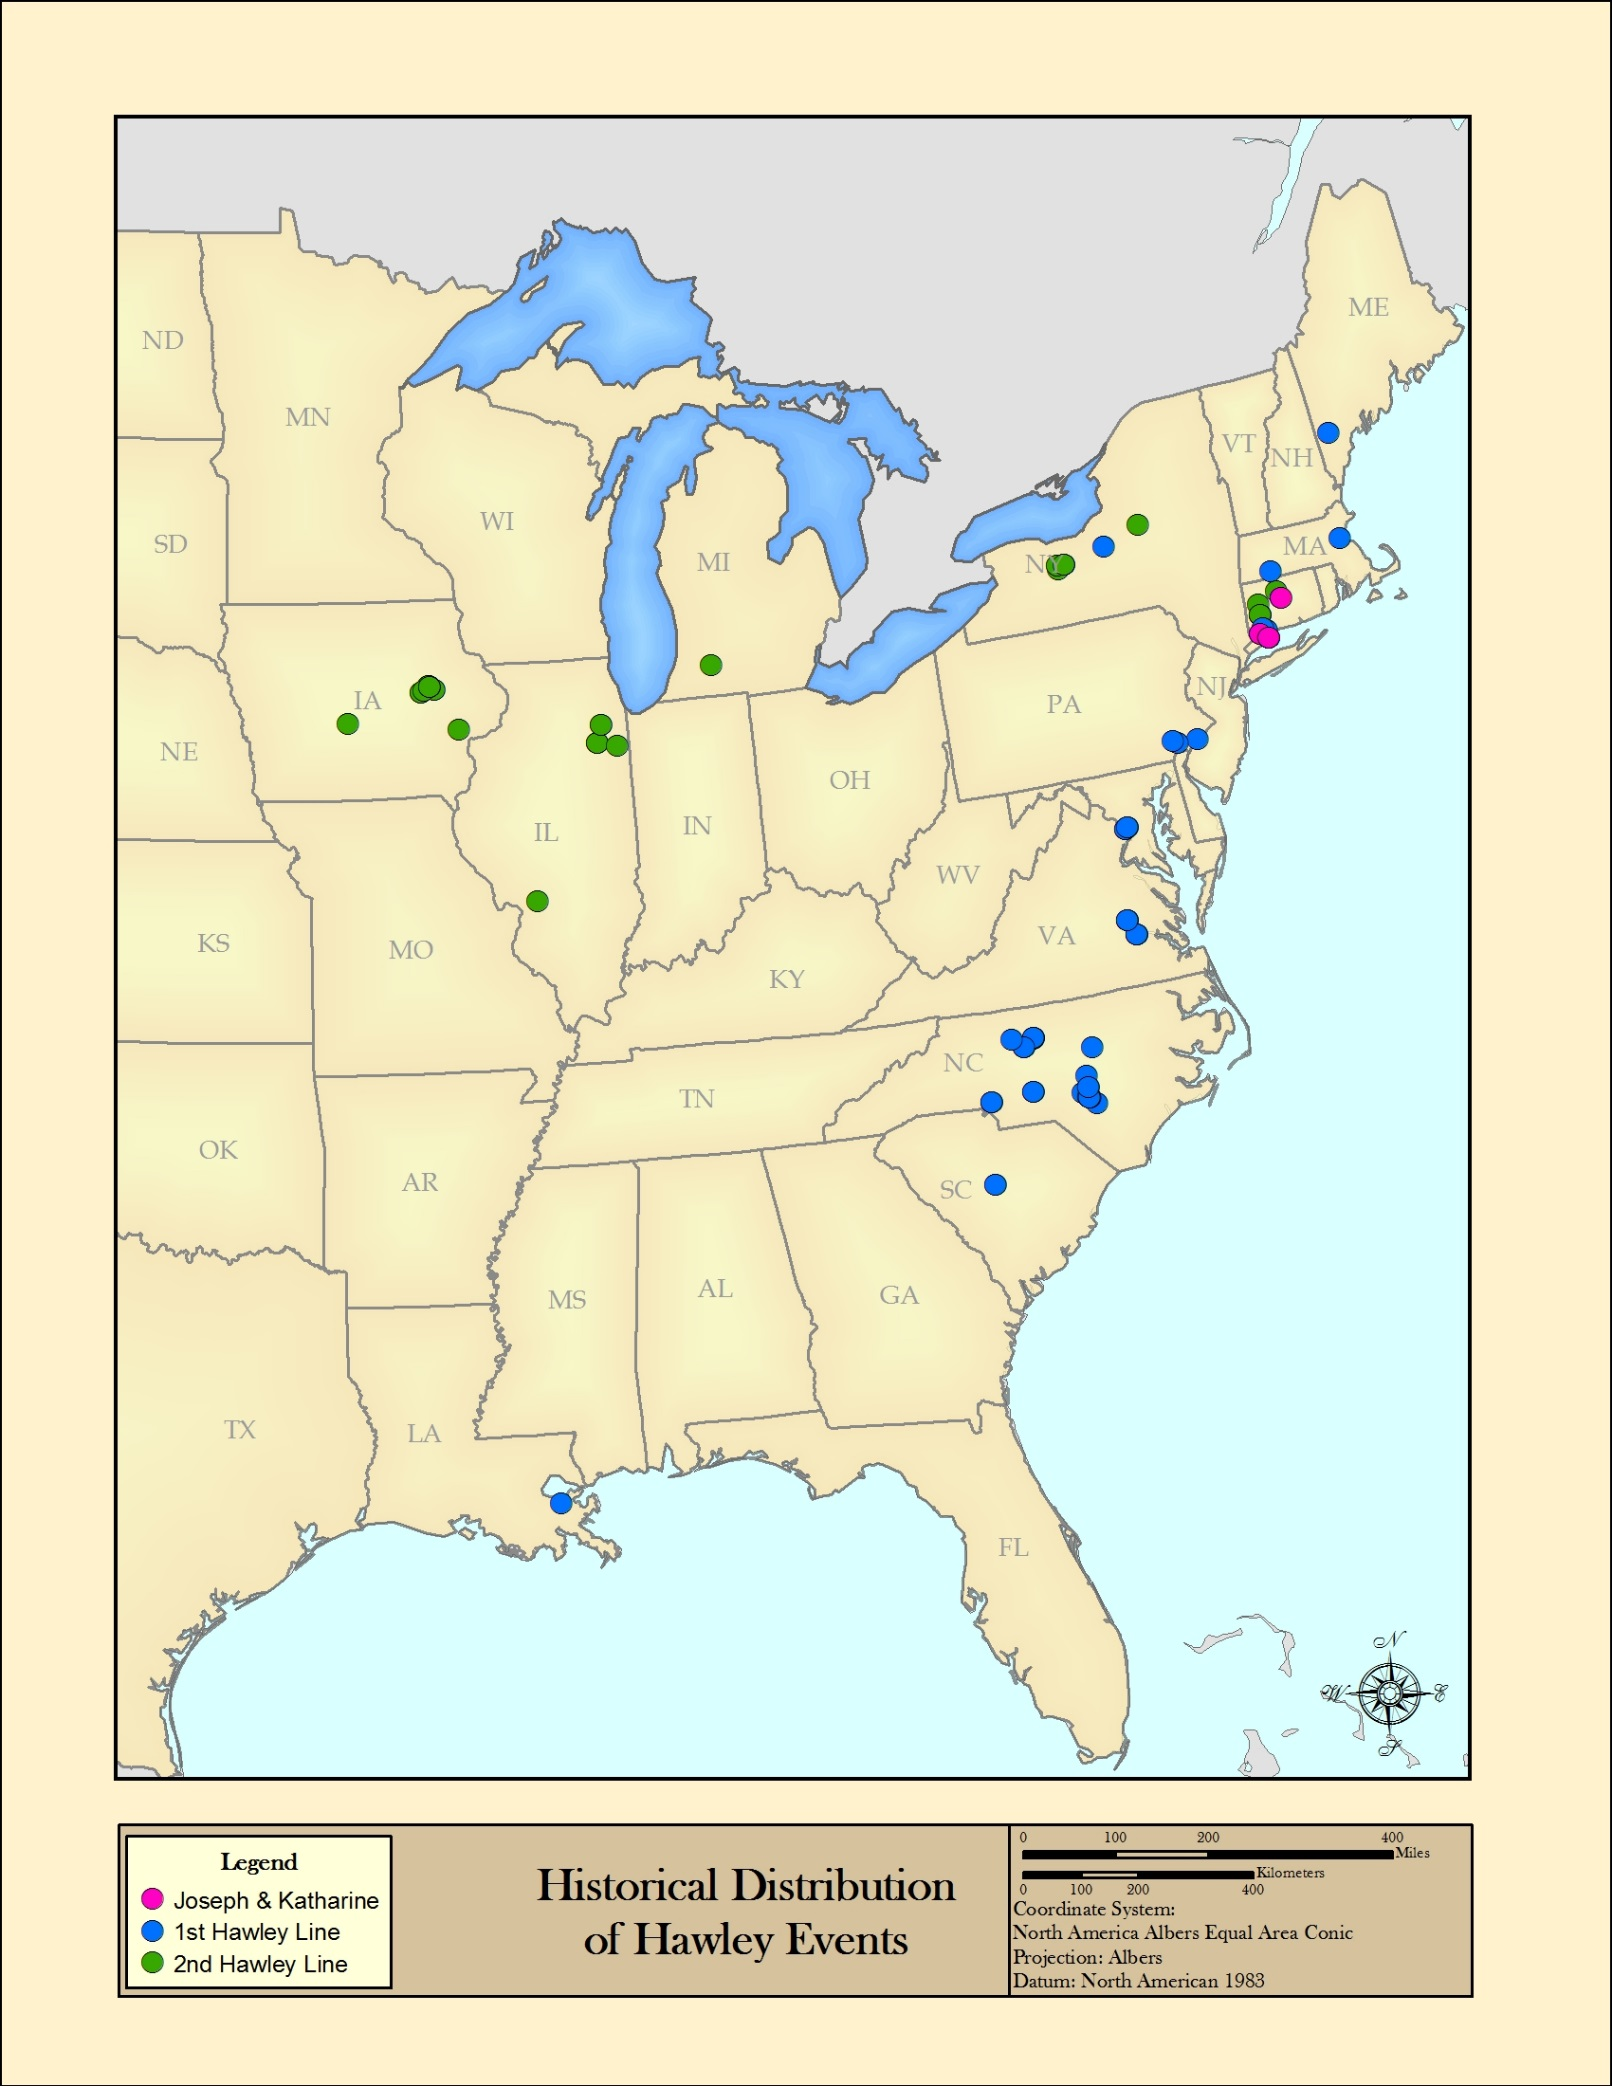 ME
ND
MN
VT
NH
WI
SD
MI
NY
MA
IA
PA
NJ
NE
OH
IL
IN
WV
KS
MO
VA
KY
NC
TN
OK
AR
SC
MS
AL
GA
TX
LA
FL
N
W
E
S
Legend
Joseph & Katharine
1st Hawley Line
2nd Hawley Line
Historical Distribution
of Hawley Events
0 100 200 400
Miles
Kilometers
0 100 200 400
Coordinate System:
North America Albers Equal Area Conic
Projection: Albers
Datum: North American 1983